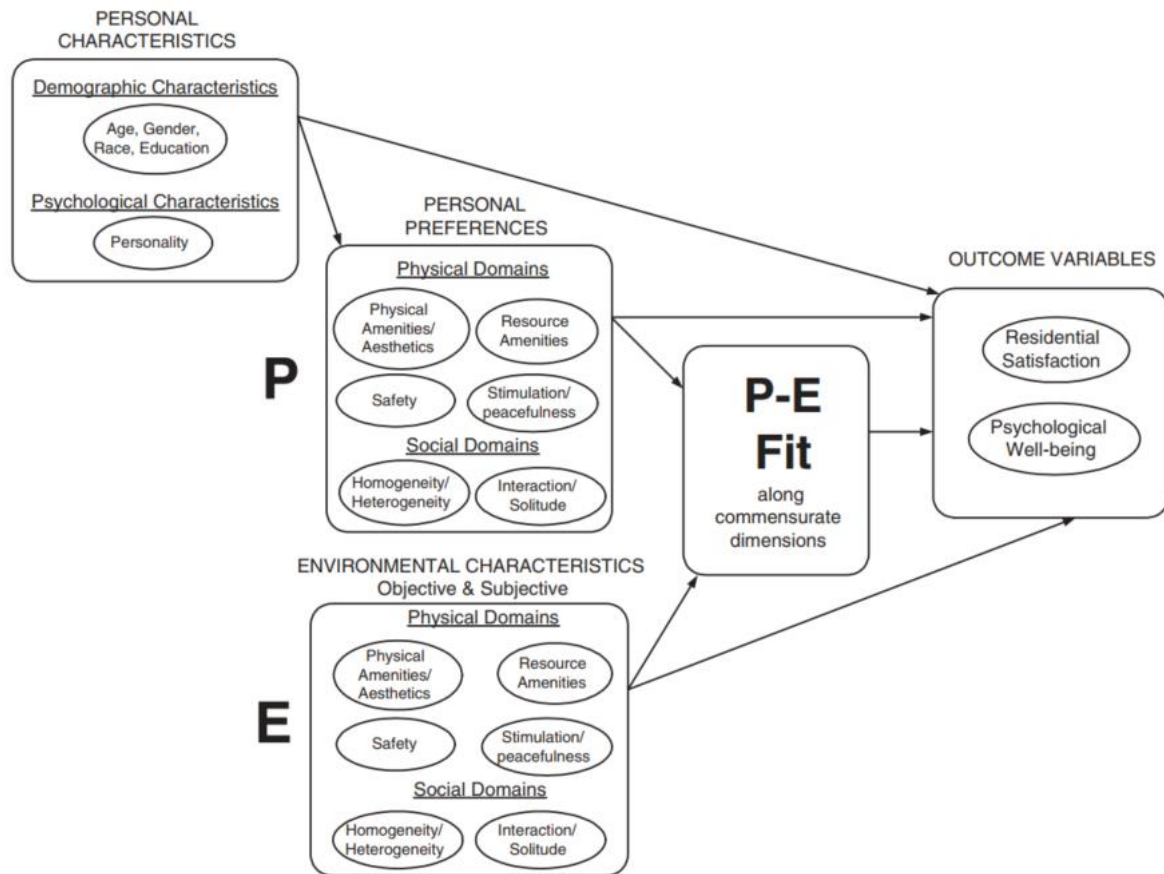 PERSONAL
CHARACTERISTICS
Demographic Characteristics
Age, Gender,
Race, Education
Psychological Characteristics
Personality
PERSONAL
PREFERENCES
Physical Domains
Physical
Amenities/
Aesthetics
Resource
Amenities
P
Safety
Stimulation/
peacefulness
Social Domains
Homogeneity/
Heterogeneity
Interaction/
Solitude
OUTCOME VARIABLES
Residential
Satisfaction
Psychological
Well-being
P-E
Fit
along
commensurate
dimensions
ENVIRONMENTAL CHARACTERISTICS
Objective & Subjective
Physical Domains
Physical
Amenities/
Aesthetics
Resource
Amenities
E
Safety
Stimulation/
peacefulness
Social Domains
Homogeneity/
Heterogeneity
Interaction/
Solitude